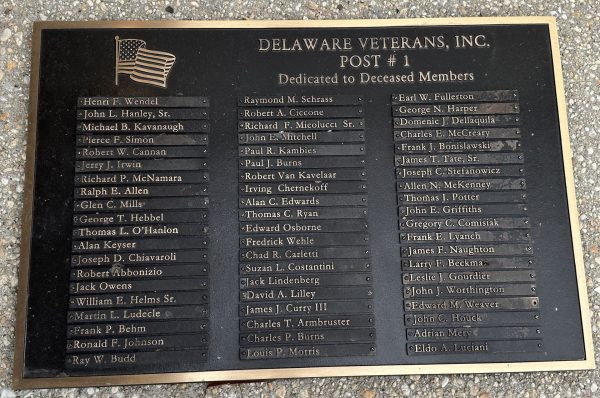 DELAWARE VETERANS, INC.
POST # 1
Dedicated to Deceased Members
Henri F. Wendel
John L. Hanley, Sr.
Michael B. Kavanaugh
Pierce F. Simon
Robert W. Cannan
Jerry J. Irwin
Richard P. McNamara
Ralph E. Allen
Glen C. Mills
George T. Hebbel
Thomas L. O'Hanlon
Alan Keyser
Joseph D. Chiavaroli
Robert Abbonizio
Jack Owens
William E. Helms Sr.
Martin L. Ludecle
Frank P. Behm
Ronald F. Johnson
Ray W. Budd
Raymond M. Schrass
Robert A. Ciccone
Richard F. Micolucci Sr.
John E. Mitchell
Paul R. Kambies
Paul J. Burns
Robert Van Kavelaar
Irving Chernekoff
Alan C. Edwards
Thomas C. Ryan
Edward Osborne
Fredrick Wehle
Chad R. Carletti
Suzan L. Costantini
Jack Lindenberg
David A. Lilley
James J. Curry III
Charles T. Armbruster
Charles P. Burns
Louis P. Morris
Earl W. Fullerton
George N. Harper
Domenic J. Dellaquila
Charles E. McCreary
Frank J. Bonislawski
James T. Tate, Sr.
Joseph C. Stefanowicz
Allen N. McKenney
Thomas J. Potter
John E. Griffiths
Gregory C. Comisiak
Frank E. Lyanch
James F. Naughton
Larry F. Beckman
Leslie J. Gourdier
John J. Worthington
Edward M. Weaver
John C. Houck
Adrian Merv
Eldo A. Luciani